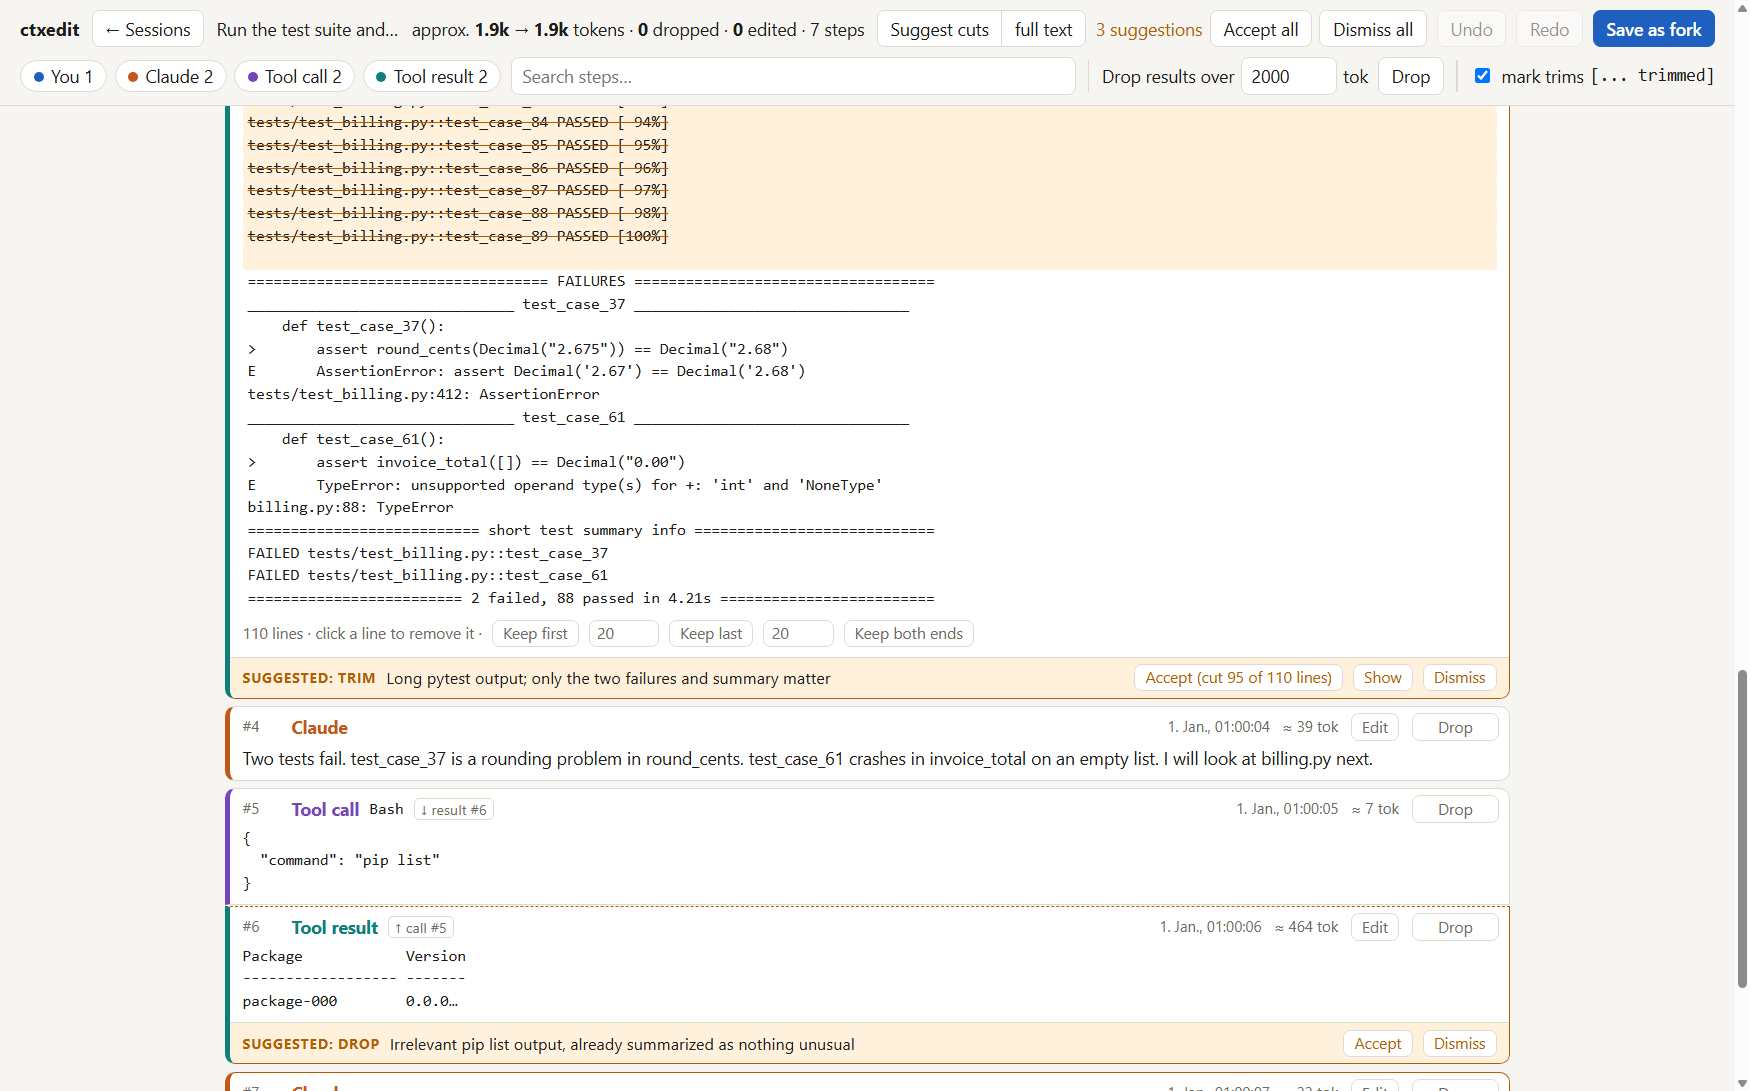 ctxedit ← Sessions Run the test suite and... approx. 1.9k → 1.9k tokens · 0 dropped · 0 edited · 7 steps Suggest cuts full text 3 suggestions Accept all Dismiss all Undo Redo Save as fork
You 1 Claude 2 Tool call 2 Tool result 2 Search steps... Drop results over 2000 tok Drop mark trims [... trimmed]
tests/test_billing.py::test_case_84 PASSED [ 94%]
tests/test_billing.py::test_case_85 PASSED [ 95%]
tests/test_billing.py::test_case_86 PASSED [ 96%]
tests/test_billing.py::test_case_87 PASSED [ 97%]
tests/test_billing.py::test_case_88 PASSED [ 98%]
tests/test_billing.py::test_case_89 PASSED [100%]
=================================== FAILURES ===================================
_______________________________ test_case_37 ________________________________
def test_case_37():
> assert round_cents(Decimal("2.675")) == Decimal("2.68")
E AssertionError: assert Decimal('2.67') == Decimal('2.68')
tests/test_billing.py:412: AssertionError
_______________________________ test_case_61 ________________________________
def test_case_61():
> assert invoice_total([]) == Decimal("0.00")
E TypeError: unsupported operand type(s) for +: 'int' and 'NoneType'
billing.py:88: TypeError
=========================== short test summary info ============================
FAILED tests/test_billing.py::test_case_37
FAILED tests/test_billing.py::test_case_61
========================= 2 failed, 88 passed in 4.21s =========================
110 lines · click a line to remove it · Keep first 20 Keep last 20 Keep both ends
SUGGESTED: TRIM Long pytest output; only the two failures and summary matter Accept (cut 95 of 110 lines) Show Dismiss
#4 Claude 1. Jan., 01:00:04 ≈ 39 tok Edit Drop
Two tests fail. test_case_37 is a rounding problem in round_cents. test_case_61 crashes in invoice_total on an empty list. I will look at billing.py next.
#5 Tool call Bash ↓ result #6 1. Jan., 01:00:05 ≈ 7 tok Drop
{
"command": "pip list"
}
#6 Tool result ↑ call #5 1. Jan., 01:00:06 ≈ 464 tok Edit Drop
Package Version
------------------ -------
package-000 0.0.0…
SUGGESTED: DROP Irrelevant pip list output, already summarized as nothing unusual Accept Dismiss
#7 Claude 1. Jan., 01:00:07 Edit Drop